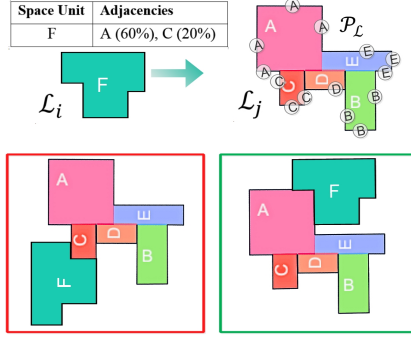 Space Unit Adjacencies
F A (60%), C (20%)
F
ℒi
A A A A
𝒫ℒ
E E E E
C C C C
D D
B B B B
ℒj
A
E
C D
B
F
A
F
E
C D
B